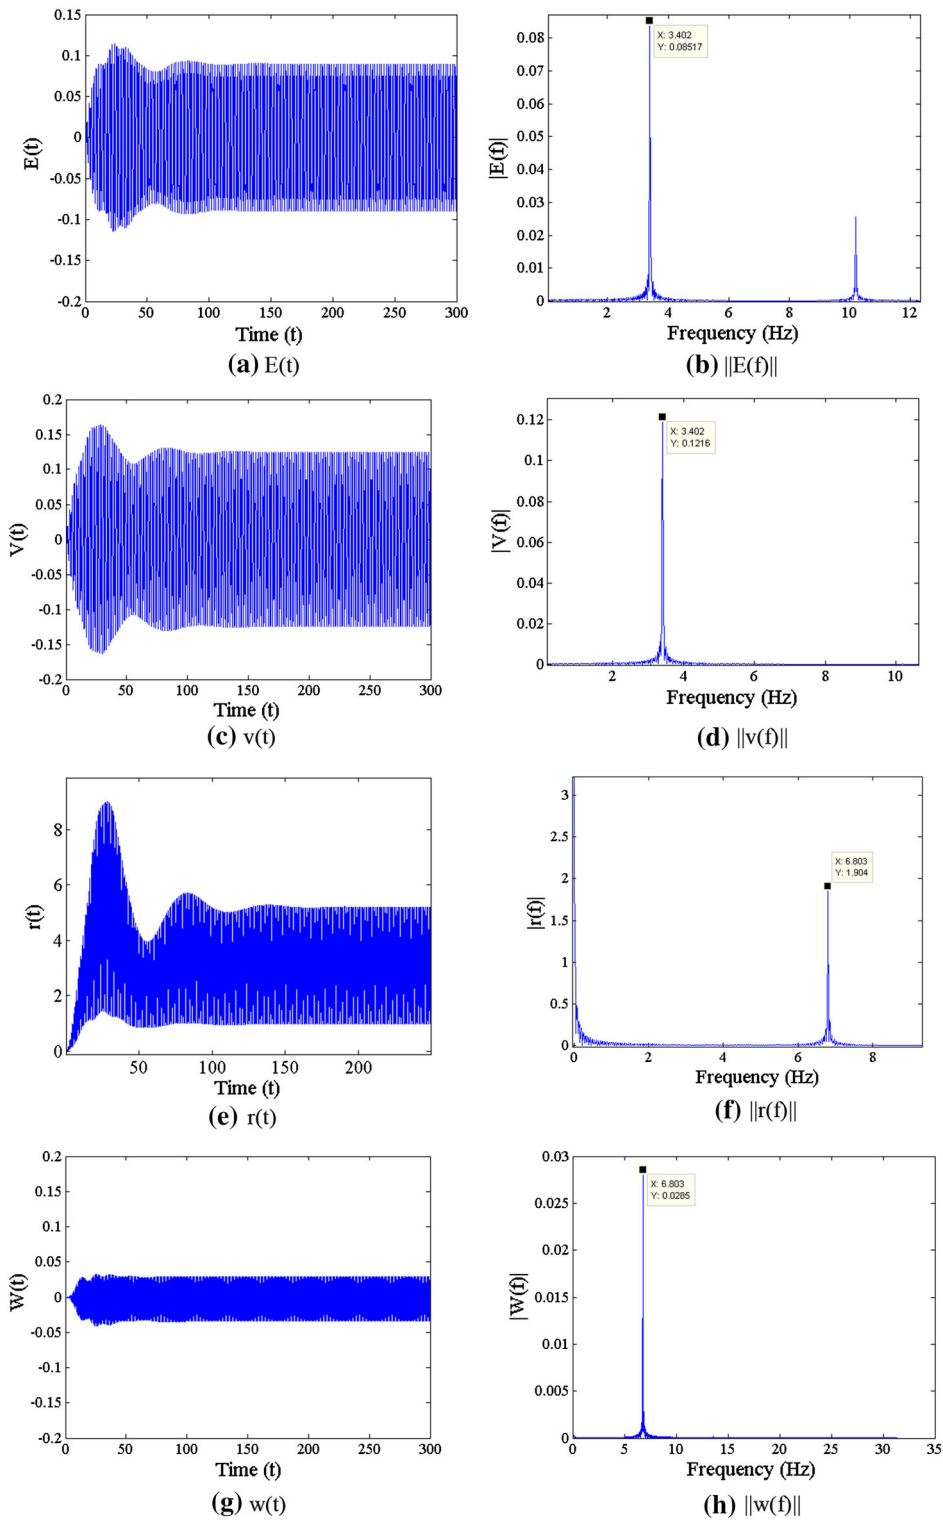 0.15
0.1
0.05
0
-0.05
-0.1
-0.15
-0.2
E(t)
0 50 100 150 200 250 300
Time (t)
(a) E(t)
0.08
0.07
0.06
0.05
0.04
0.03
0.02
0.01
0
|E(f)|
X: 3.402
Y: 0.08517
2 4 6 8 10 12
Frequency (Hz)
(b) ||E(f)||
0.2
0.15
0.1
0.05
0
-0.05
-0.1
-0.15
-0.2
V(t)
0 50 100 150 200 250 300
Time (t)
(c) v(t)
0.12
0.1
0.08
0.06
0.04
0.02
0
|V(f)|
X: 3.402
Y: 0.1216
2 4 6 8 10
Frequency (Hz)
(d) ||v(f)||
8
6
4
2
0
r(t)
50 100 150 200
Time (t)
(e) r(t)
3
2.5
2
1.5
1
0.5
0
|r(f)|
X: 6.803
Y: 1.904
0 2 4 6 8
Frequency (Hz)
(f) ||r(f)||
0.2
0.15
0.1
0.05
0
-0.05
-0.1
-0.15
-0.2
W(t)
0 50 100 150 200 250 300
Time (t)
(g) w(t)
0.03
0.025
0.02
0.015
0.01
0.005
0
|W(f)|
X: 6.803
Y: 0.0285
0 5 10 15 20 25 30 35
Frequency (Hz)
(h) ||w(f)||